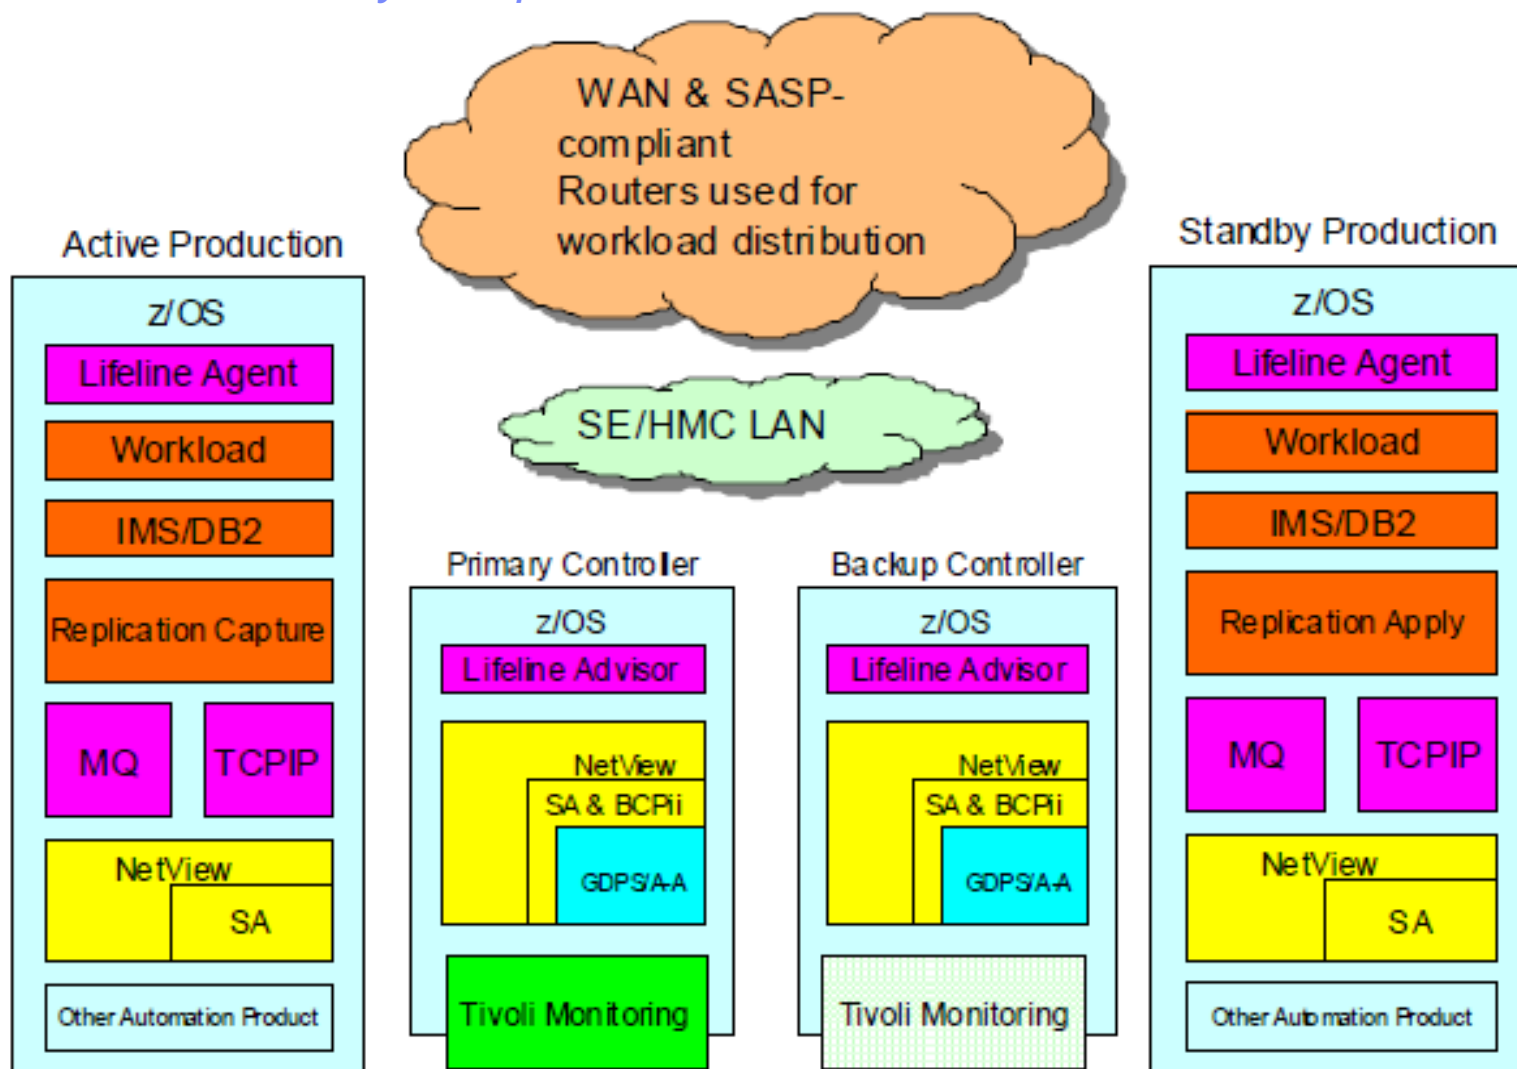 WAN & SASP-
compliant
Routers used for
workload distribution
Active Production
z/OS
Lifeline Agent
Workload
IMS/DB2
Replication Capture
MQ
TCPIP
NetView
SA
Other Automation Product
SE/HMC LAN
Primary Controller
z/OS
Lifeline Advisor
NetView
SA & BCPii
GDPS/A-A
Tivoli Monitoring
Backup Controller
z/OS
Lifeline Advisor
NetView
SA & BCPii
GDPS/A-A
Tivoli Monitoring
Standby Production
z/OS
Lifeline Agent
Workload
IMS/DB2
Replication Apply
MQ
TCPIP
NetView
SA
Other Automation Product